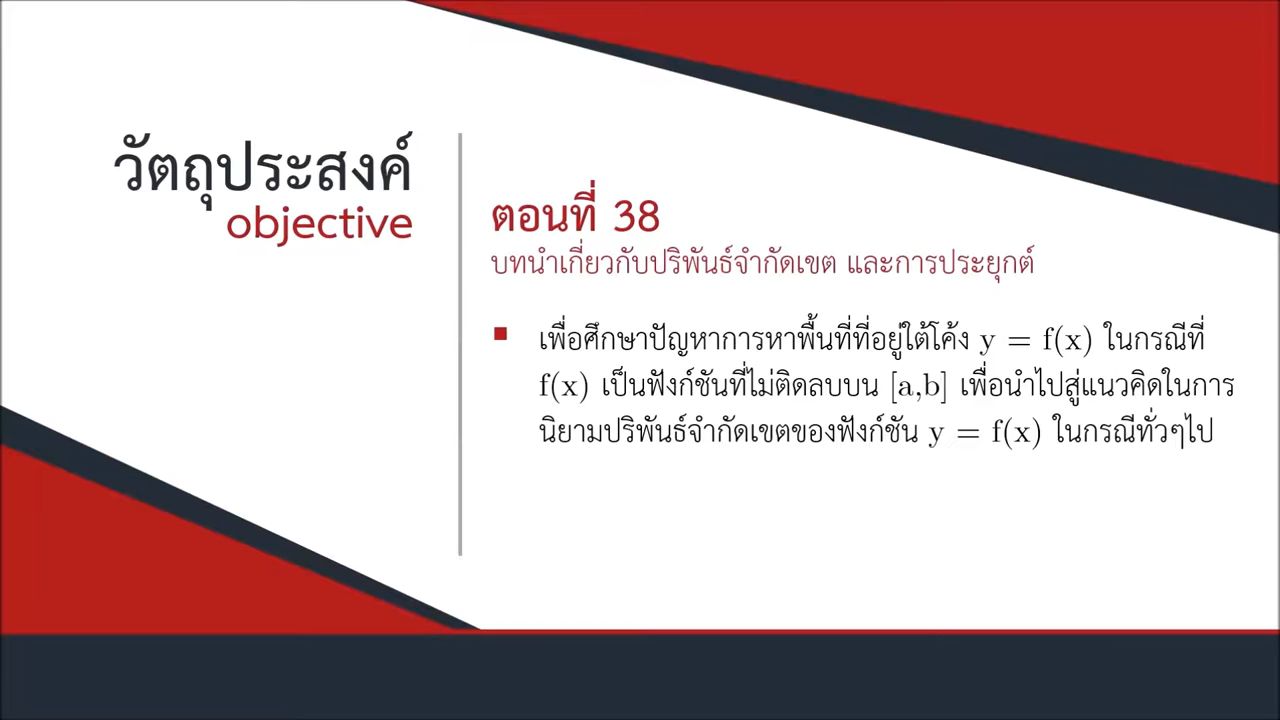 วัตถุประสงค์
objective
ตอนที่ 38
บทนำเกี่ยวกับปริพันธ์จำกัดเขต และการประยุกต์
▪ เพื่อศึกษาปัญหาการหาพื้นที่ที่อยู่ใต้โค้ง y = f(x) ในกรณีที่
f(x) เป็นฟังก์ชันที่ไม่ติดลบบน [a,b] เพื่อนำไปสู่แนวคิดในการ
นิยามปริพันธ์จำกัดเขตของฟังก์ชัน y = f(x) ในกรณีทั่วๆไป